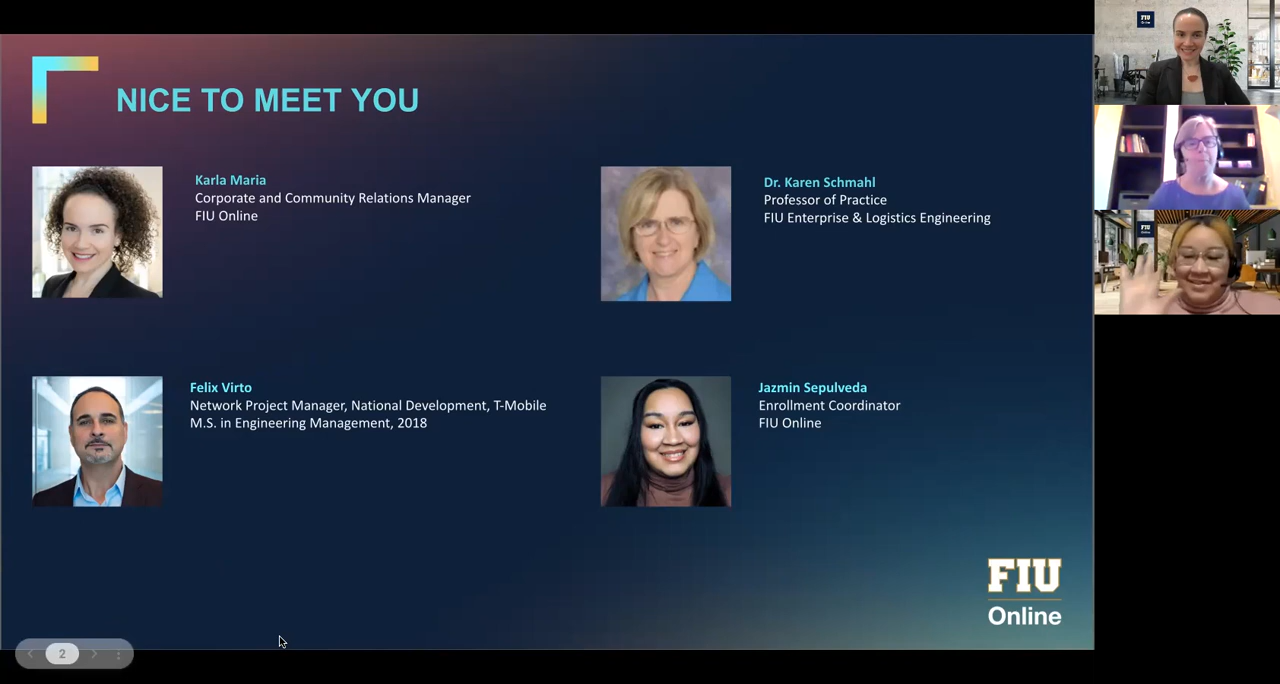 NICE TO MEET YOU
Karla Maria
Corporate and Community Relations Manager
FIU Online
Dr. Karen Schmahl
Professor of Practice
FIU Enterprise & Logistics Engineering
Felix Virto
Network Project Manager, National Development, T-Mobile
M.S. in Engineering Management, 2018
Jazmin Sepulveda
Enrollment Coordinator
FIU Online
FIU
Online
2
FIU
FIU